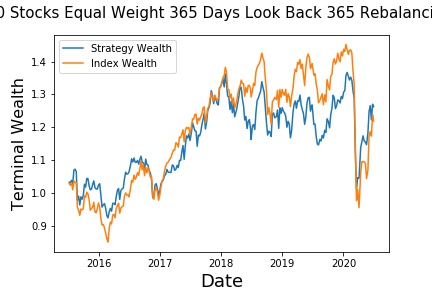 0 Stocks Equal Weight 365 Days Look Back 365 Rebalanci
Strategy Wealth
Index Wealth
Terminal Wealth
1.4
1.3
1.2
1.1
1.0
0.9
2016 2017 2018 2019 2020
Date